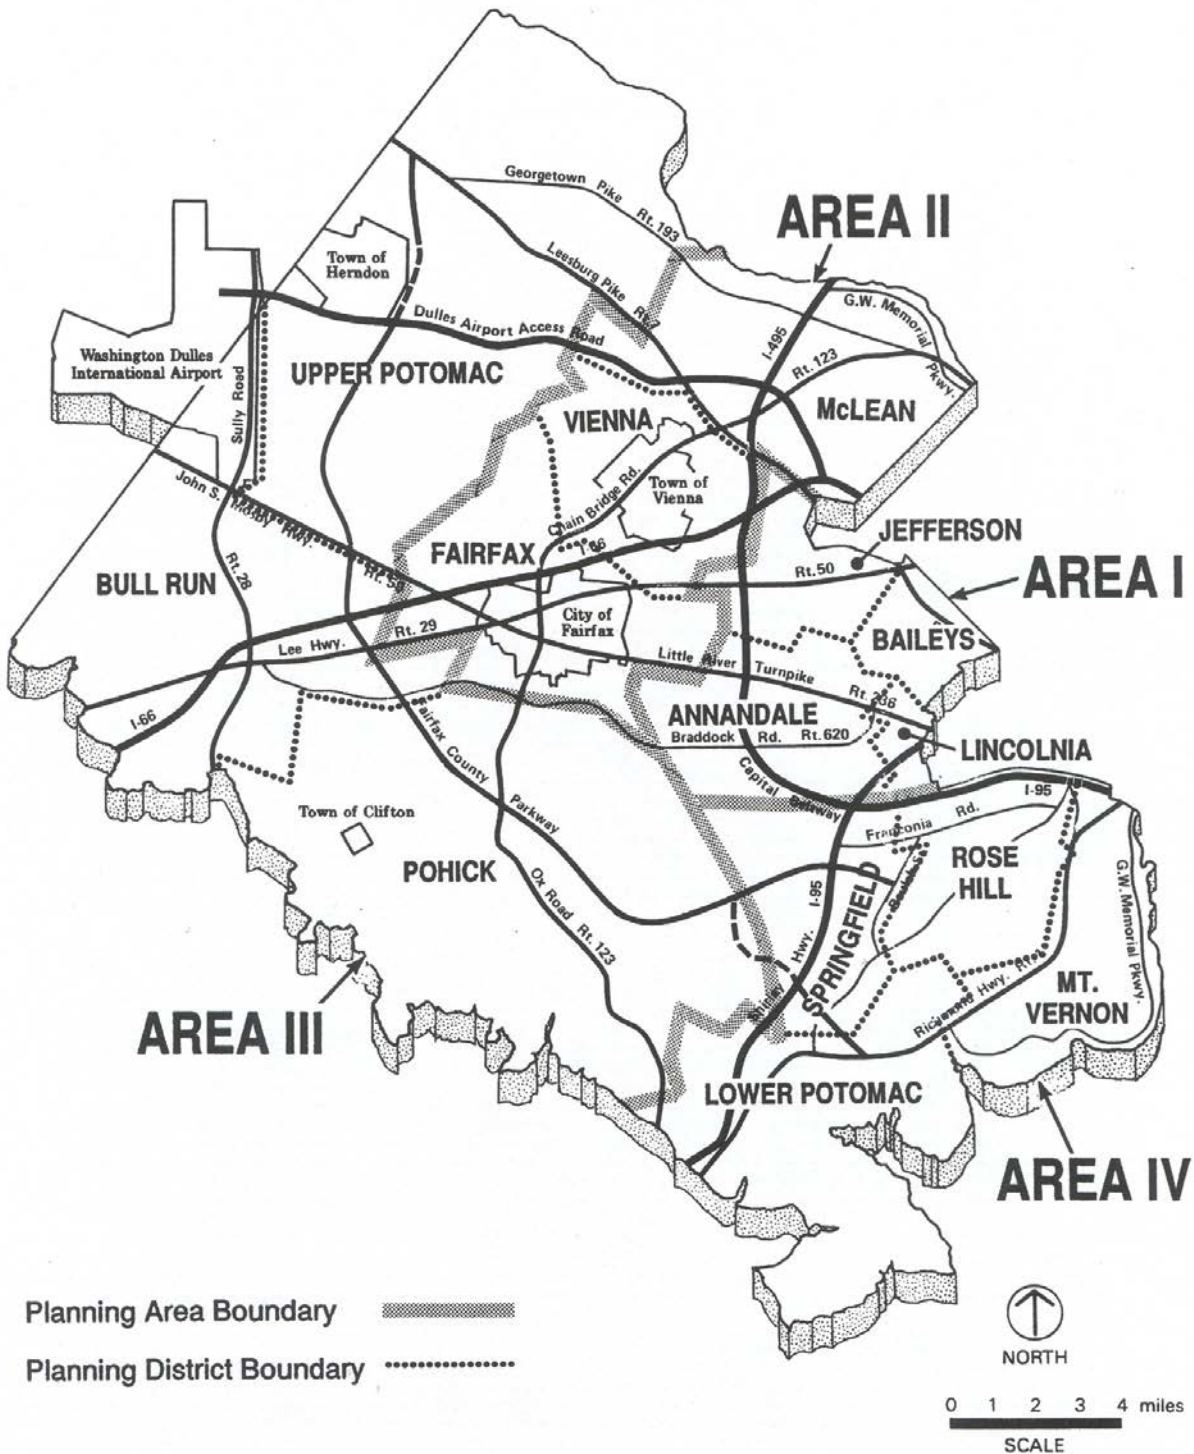 Georgetown Pike Rt. 193
AREA II
Town of
Herndon
Leesburg Pike Rt. 7
G.W. Memorial Pkwy.
Dulles Airport Access Road
I-495
Rt. 123
Washington Dulles
International Airport
UPPER POTOMAC
Sully Road
VIENNA
McLEAN
John S. Mosby Hwy.
Chain Bridge Rd.
Town of
Vienna
JEFFERSON
FAIRFAX
I-66
Rt. 50
Rt. 50
AREA I
BULL RUN
Rt. 28
City of
Fairfax
BAILEYS
Lee Hwy. Rt. 29
Little River Turnpike Rt. 236
I-66
ANNANDALE
Braddock Rd. Rt. 620
LINCOLNIA
Fairfax County Parkway
Capital Beltway
I-95
Town of Clifton
Franconia Rd.
POHICK
ROSE
HILL
Ox Road Rt. 123
I-95
SPRINGFIELD
G.W. Memorial Pkwy.
Shirley Hwy.
Richmond Hwy. Rt. 1
MT.
VERNON
AREA III
LOWER POTOMAC
AREA IV
Planning Area Boundary
Planning District Boundary
NORTH
0 1 2 3 4 miles
SCALE